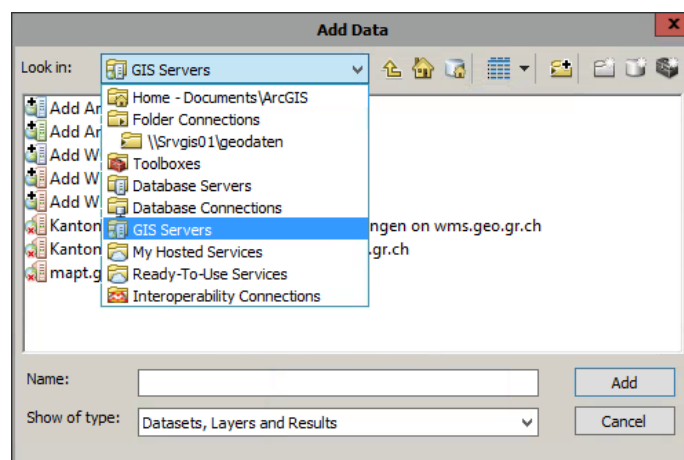 Add Data
x
Look in:
GIS Servers
Home - Documents\ArcGIS
Folder Connections
\\Srvgis01\geodaten
Toolboxes
Database Servers
Database Connections
GIS Servers
My Hosted Services
Ready-To-Use Services
Interoperability Connections
Add Ar
Add Ar
Add W
Add W
Add W
Kanton ngen on wms.geo.gr.ch
Kanton .gr.ch
mapt.g
Name:
Add
Show of type:
Datasets, Layers and Results
Cancel